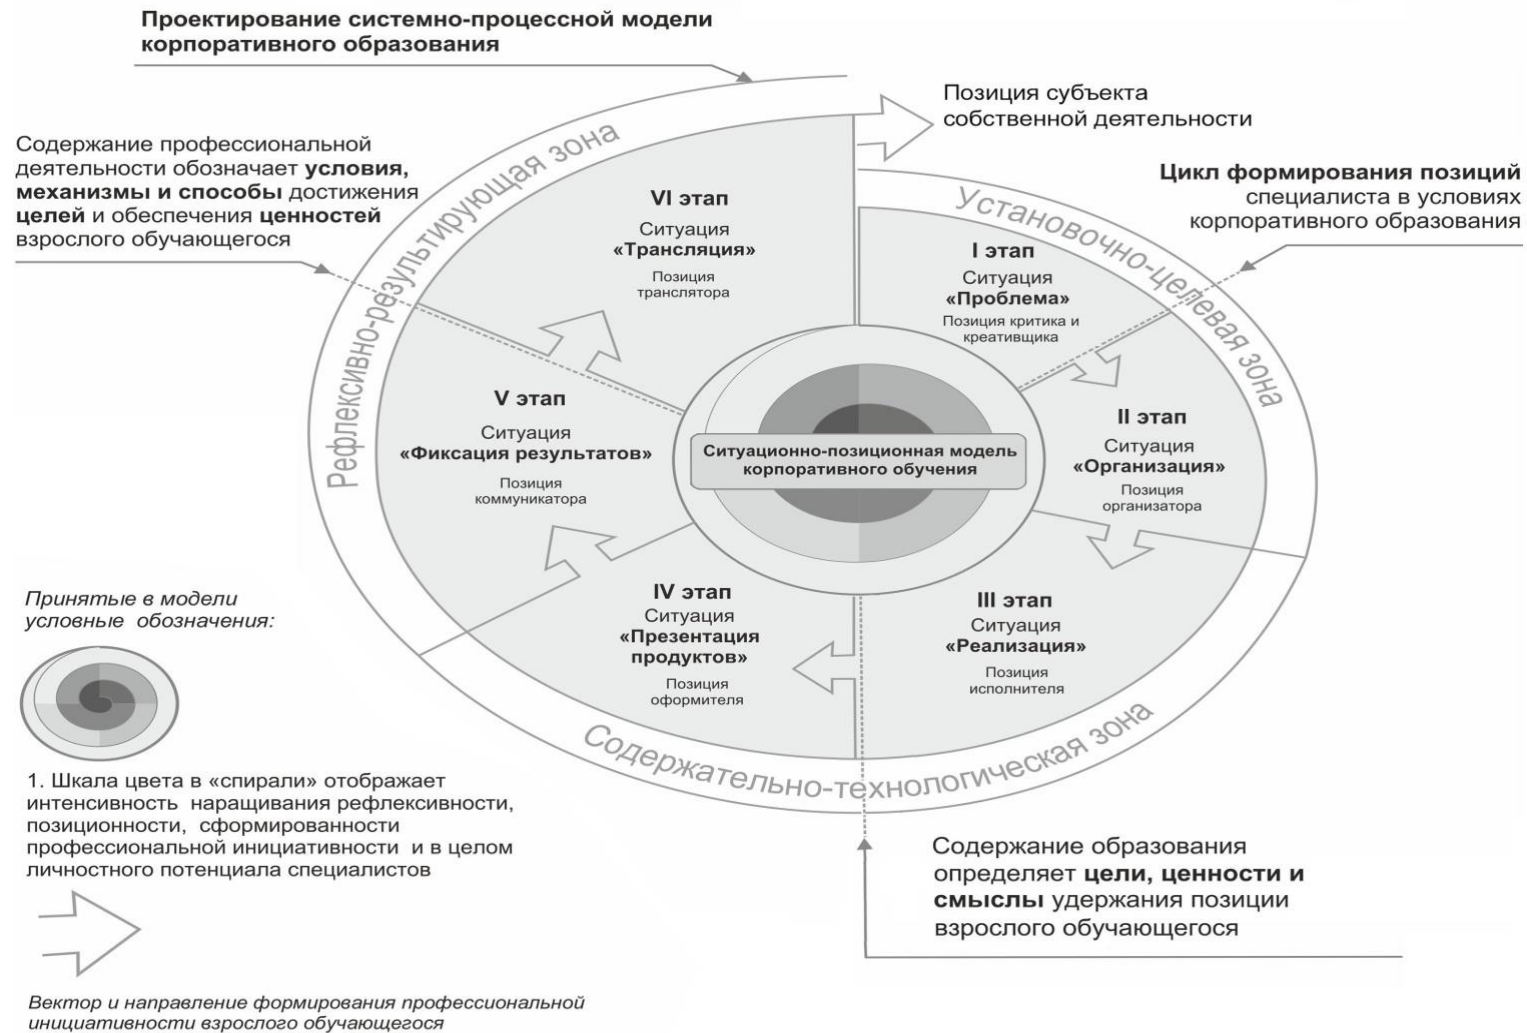 Проектирование системно-процессной модели
корпоративного образования
Позиция субъекта
собственной деятельности
Содержание профессиональной
деятельности обозначает условия,
механизмы и способы достижения
целей и обеспечения ценностей
взрослого обучающегося
Цикл формирования позиций
специалиста в условиях
корпоративного образования
Рефлексивно-результирующая зона
Установочно-целевая зона
VI этап
Ситуация
«Трансляция»
Позиция
транслятора
I этап
Ситуация
«Проблема»
Позиция критика и
креативщика
V этап
Ситуация
«Фиксация результатов»
Позиция
коммуникатора
II этап
Ситуация
«Организация»
Позиция
организатора
Ситуационно-позиционная модель
корпоративного обучения
IV этап
Ситуация
«Презентация
продуктов»
Позиция
оформителя
III этап
Ситуация
«Реализация»
Позиция
исполнителя
Содержательно-технологическая зона
Принятые в модели
условные обозначения:
1. Шкала цвета в «спирали» отображает
интенсивность наращивания рефлексивности,
позиционности, сформированности
профессиональной инициативности и в целом
личностного потенциала специалистов
Содержание образования
определяет цели, ценности и
смыслы удержания позиции
взрослого обучающегося
Вектор и направление формирования профессиональной
инициативности взрослого обучающегося